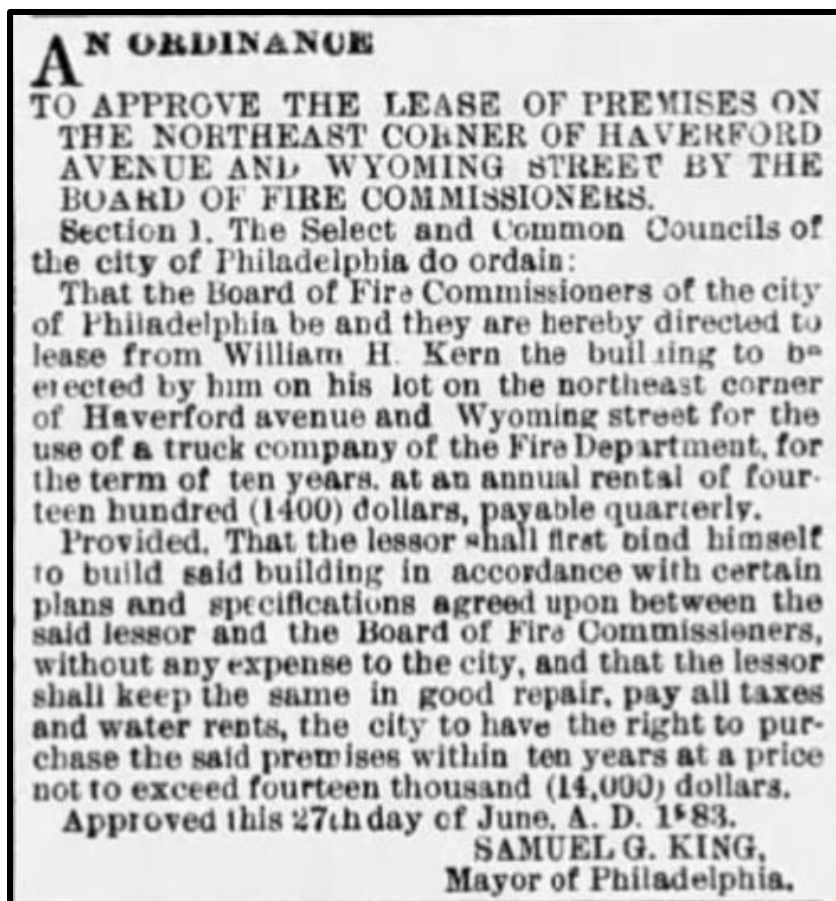 AN ORDINANCE
TO APPROVE THE LEASE OF PREMISES ON
THE NORTHEAST CORNER OF HAVERFORD
AVENUE AND WYOMING STREET BY THE
BOARD OF FIRE COMMISSIONERS.
Section 1. The Select and Common Councils of
the city of Philadelphia do ordain:
That the Board of Fire Commissioners of the city
of Philadelphia be and they are hereby directed to
lease from William H. Kern the building to be
erected by him on his lot on the northeast corner
of Haverford avenue and Wyoming street for the
use of a truck company of the Fire Department, for
the term of ten years, at an annual rental of four-
teen hundred (1400) dollars, payable quarterly.
Provided, That the lessor shall first bind himself
to build said building in accordance with certain
plans and specifications agreed upon between the
said lessor and the Board of Fire Commissioners,
without any expense to the city, and that the lessor
shall keep the same in good repair, pay all taxes
and water rents, the city to have the right to pur-
chase the said premises within ten years at a price
not to exceed fourteen thousand (14,000) dollars.
Approved this 27th day of June, A. D. 1883.
SAMUEL G. KING,
Mayor of Philadelphia.